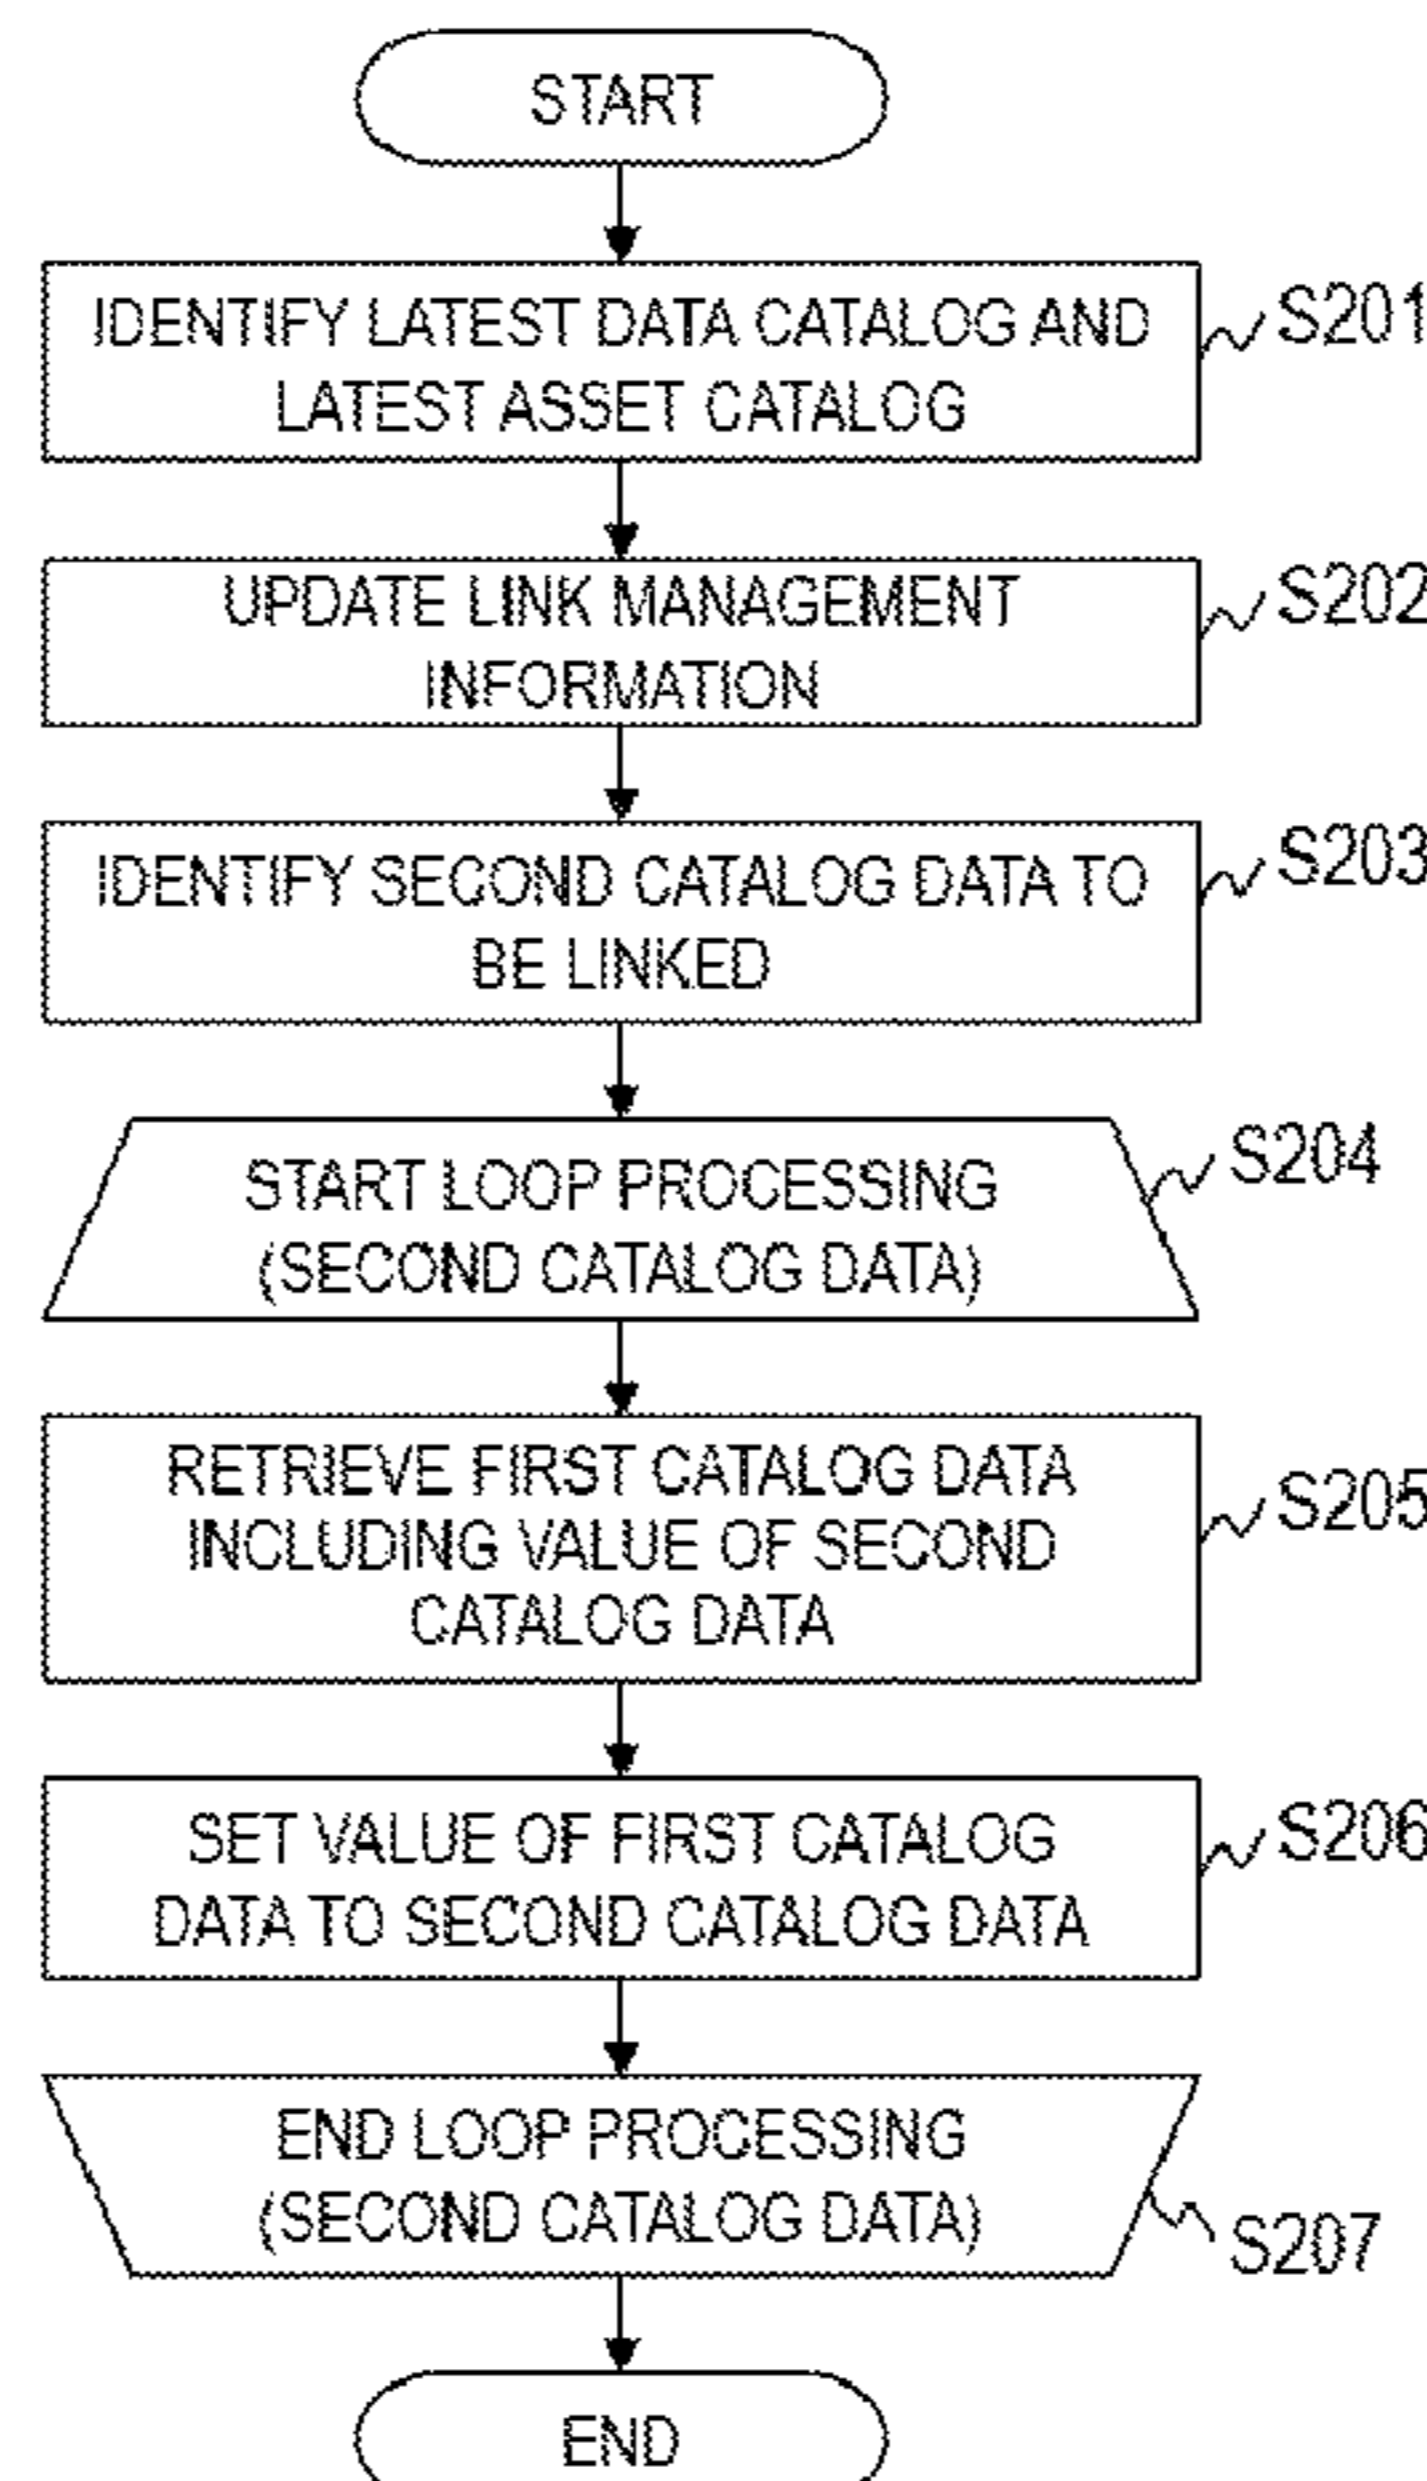 START
IDENTIFY LATEST DATA CATALOG AND
LATEST ASSET CATALOG
S201
UPDATE LINK MANAGEMENT
INFORMATION
S202
IDENTIFY SECOND CATALOG DATA TO
BE LINKED
S203
START LOOP PROCESSING
(SECOND CATALOG DATA)
S204
RETRIEVE FIRST CATALOG DATA
INCLUDING VALUE OF SECOND
CATALOG DATA
S205
SET VALUE OF FIRST CATALOG
DATA TO SECOND CATALOG DATA
S206
END LOOP PROCESSING
(SECOND CATALOG DATA)
S207
END